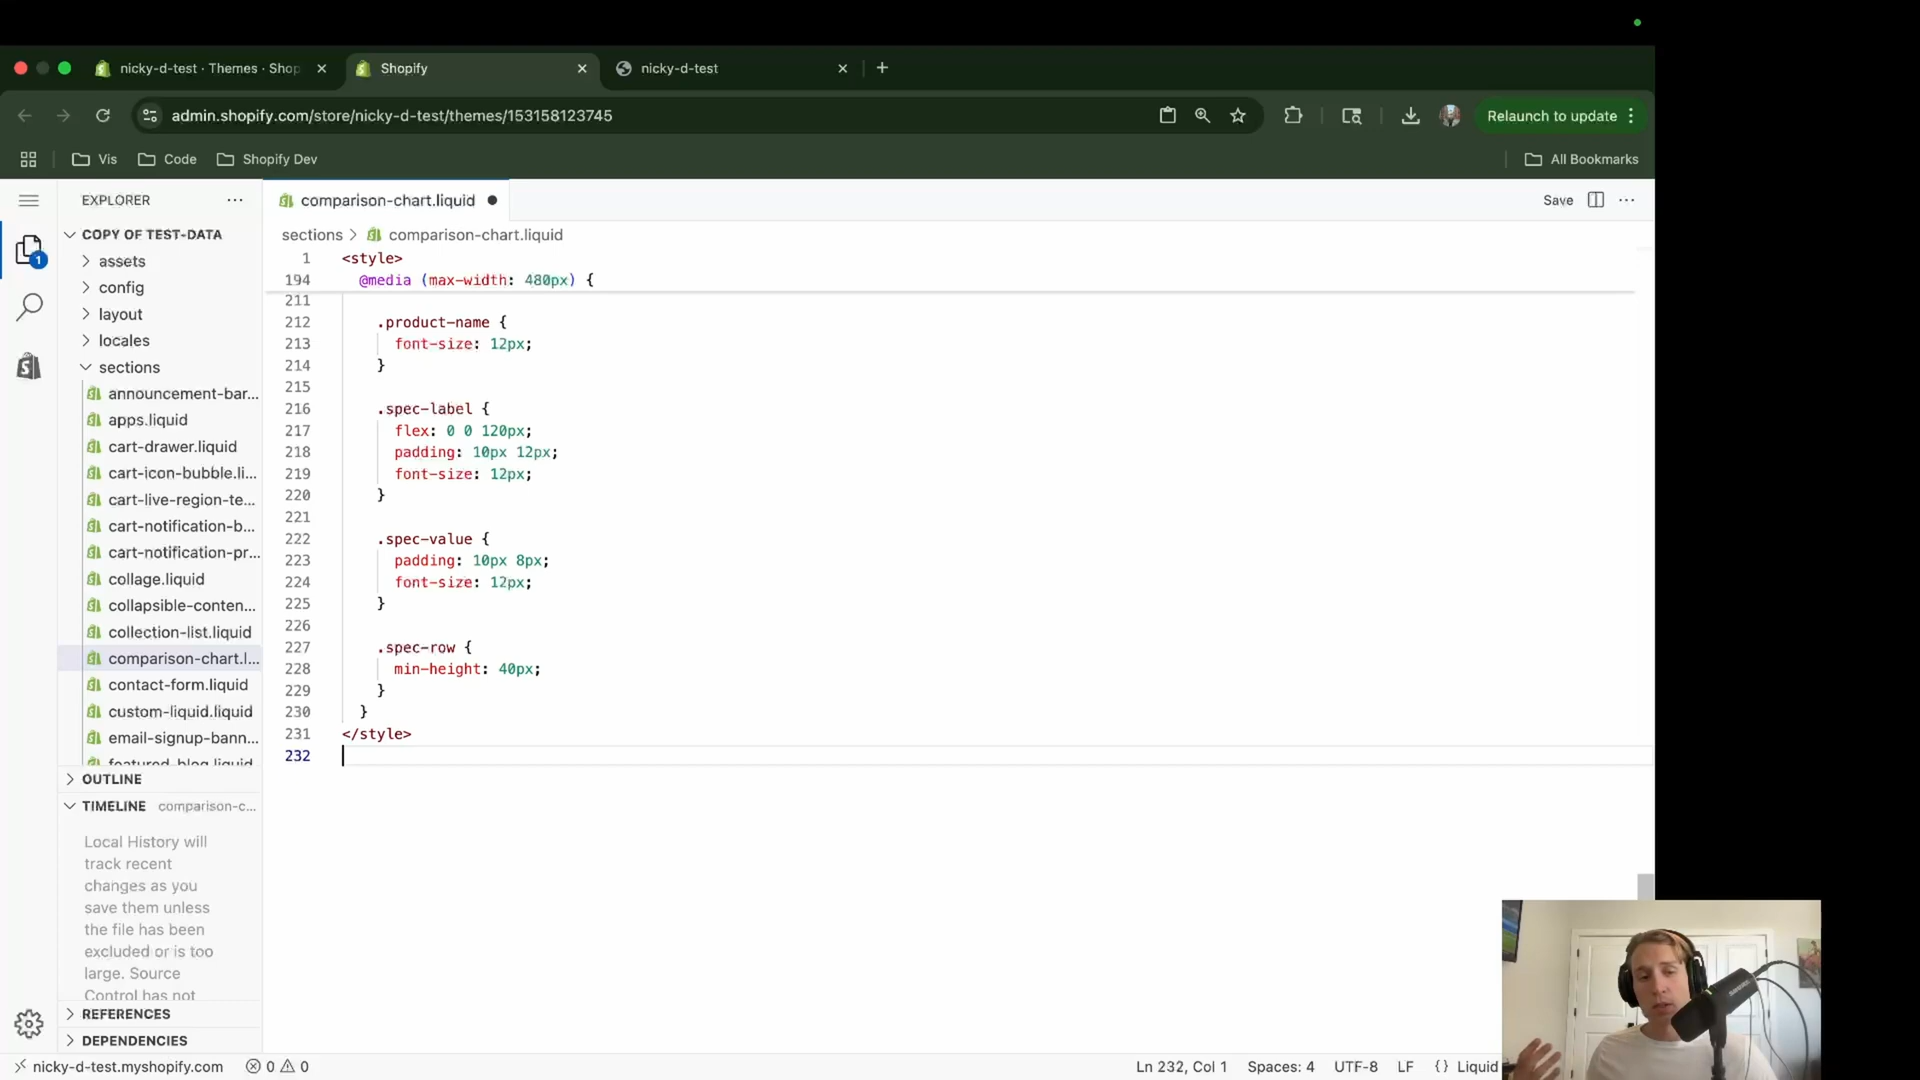 nicky-d-test · Themes · Shop
Shopify
nicky-d-test
admin.shopify.com/store/nicky-d-test/themes/153158123745
Relaunch to update
Vis
Code
Shopify Dev
All Bookmarks
EXPLORER
comparison-chart.liquid
Save
COPY OF TEST-DATA
sections > comparison-chart.liquid
assets
config
layout
locales
sections
announcement-bar...
apps.liquid
cart-drawer.liquid
cart-icon-bubble.li...
cart-live-region-te...
cart-notification-b...
cart-notification-pr...
collage.liquid
collapsible-conten...
collection-list.liquid
comparison-chart.l...
contact-form.liquid
custom-liquid.liquid
email-signup-bann...
featured-blog.liquid
1 <style>
194 @media (max-width: 480px) {
211
212 .product-name {
213 font-size: 12px;
214 }
215
216 .spec-label {
217 flex: 0 0 120px;
218 padding: 10px 12px;
219 font-size: 12px;
220 }
221
222 .spec-value {
223 padding: 10px 8px;
224 font-size: 12px;
225 }
226
227 .spec-row {
228 min-height: 40px;
229 }
230 }
231 </style>
232
OUTLINE
TIMELINE comparison-c...
Local History will
track recent
changes as you
save them unless
the file has been
excluded or is too
large. Source
Control has not
REFERENCES
DEPENDENCIES
1
nicky-d-test.myshopify.com
0
0
Ln 232, Col 1
Spaces: 4
UTF-8
LF
{} Liquid